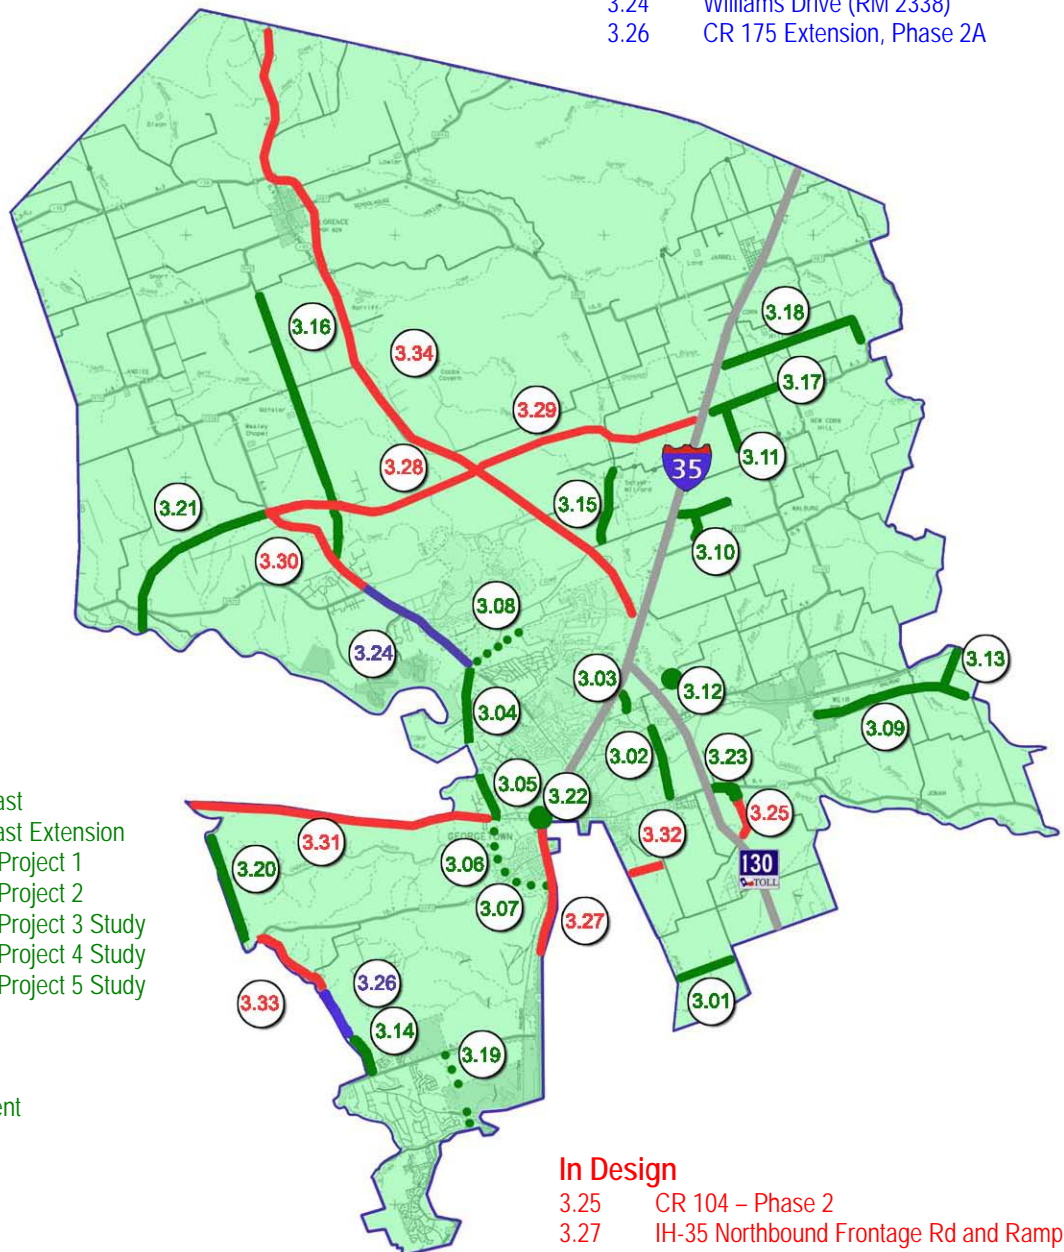 3.24 Williams Drive (RM 2338)
3.26 CR 175 Extension, Phase 2A
3.16
3.34
3.18
3.29
3.17
3.28
35
3.11
3.21
3.15
3.10
3.30
3.08
3.24
3.03
3.12
3.13
3.04
3.02
3.09
3.05
3.22
3.23
3.25
ast
ast Extension
Project 1
Project 2
Project 3 Study
Project 4 Study
Project 5 Study
ent
3.31
GEORGETOWN
3.32
3.20
3.06
130
TOLL
3.07
3.27
3.26
3.33
3.01
3.14
3.19
In Design
3.25 CR 104 – Phase 2
3.27 IH-35 Northbound Frontage Rd and Ramp